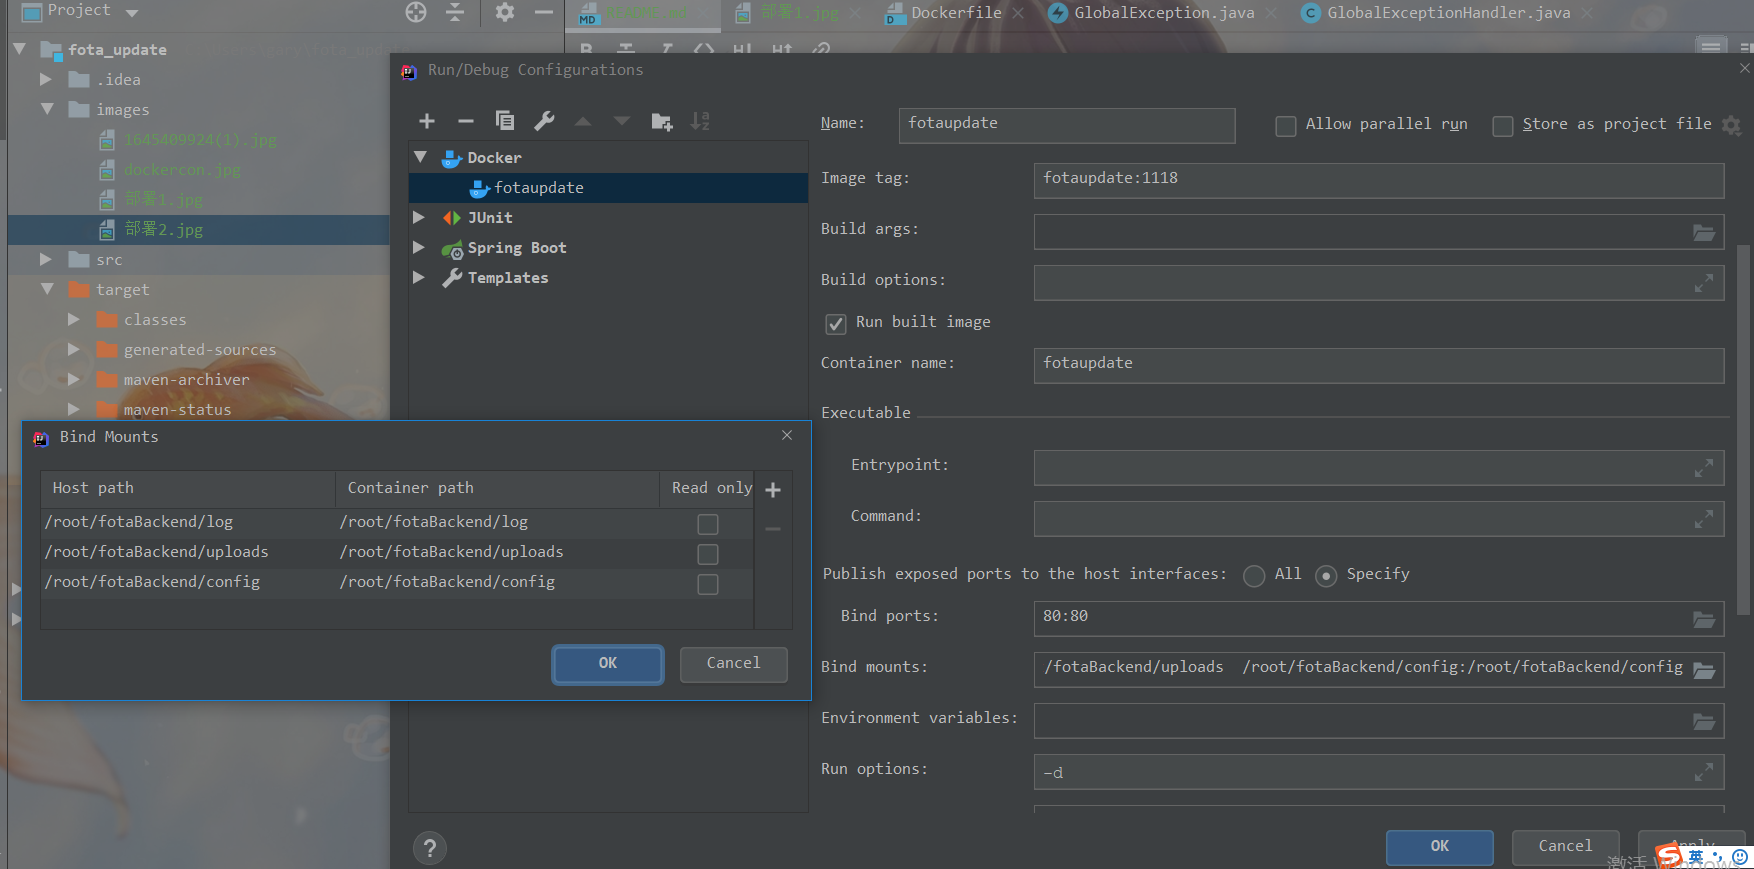 Project
部署1.jpg
Dockerfile
GlobalException.java
GlobalExceptionHandler.java
fota_update
.idea
images
1645409924(1).jpg
dockercon.jpg
部署1.jpg
部署2.jpg
src
target
classes
generated-sources
maven-archiver
maven-status
Run/Debug Configurations
Docker
fotaupdate
JUnit
Spring Boot
Templates
Name: fotaupdate
Allow parallel run
Store as project file
Image tag: fotaupdate:1118
Build args:
Build options:
Run built image
Container name: fotaupdate
Executable
Entrypoint:
Command:
Publish exposed ports to the host interfaces: All Specify
Bind ports: 80:80
Bind mounts: /fotaBackend/uploads /root/fotaBackend/config:/root/fotaBackend/config
Environment variables:
Run options: -d
OK
Cancel
Apply
Bind Mounts
Host path Container path Read only
/root/fotaBackend/log /root/fotaBackend/log
/root/fotaBackend/uploads /root/fotaBackend/uploads
/root/fotaBackend/config /root/fotaBackend/config
OK
Cancel
激活 Windows
英